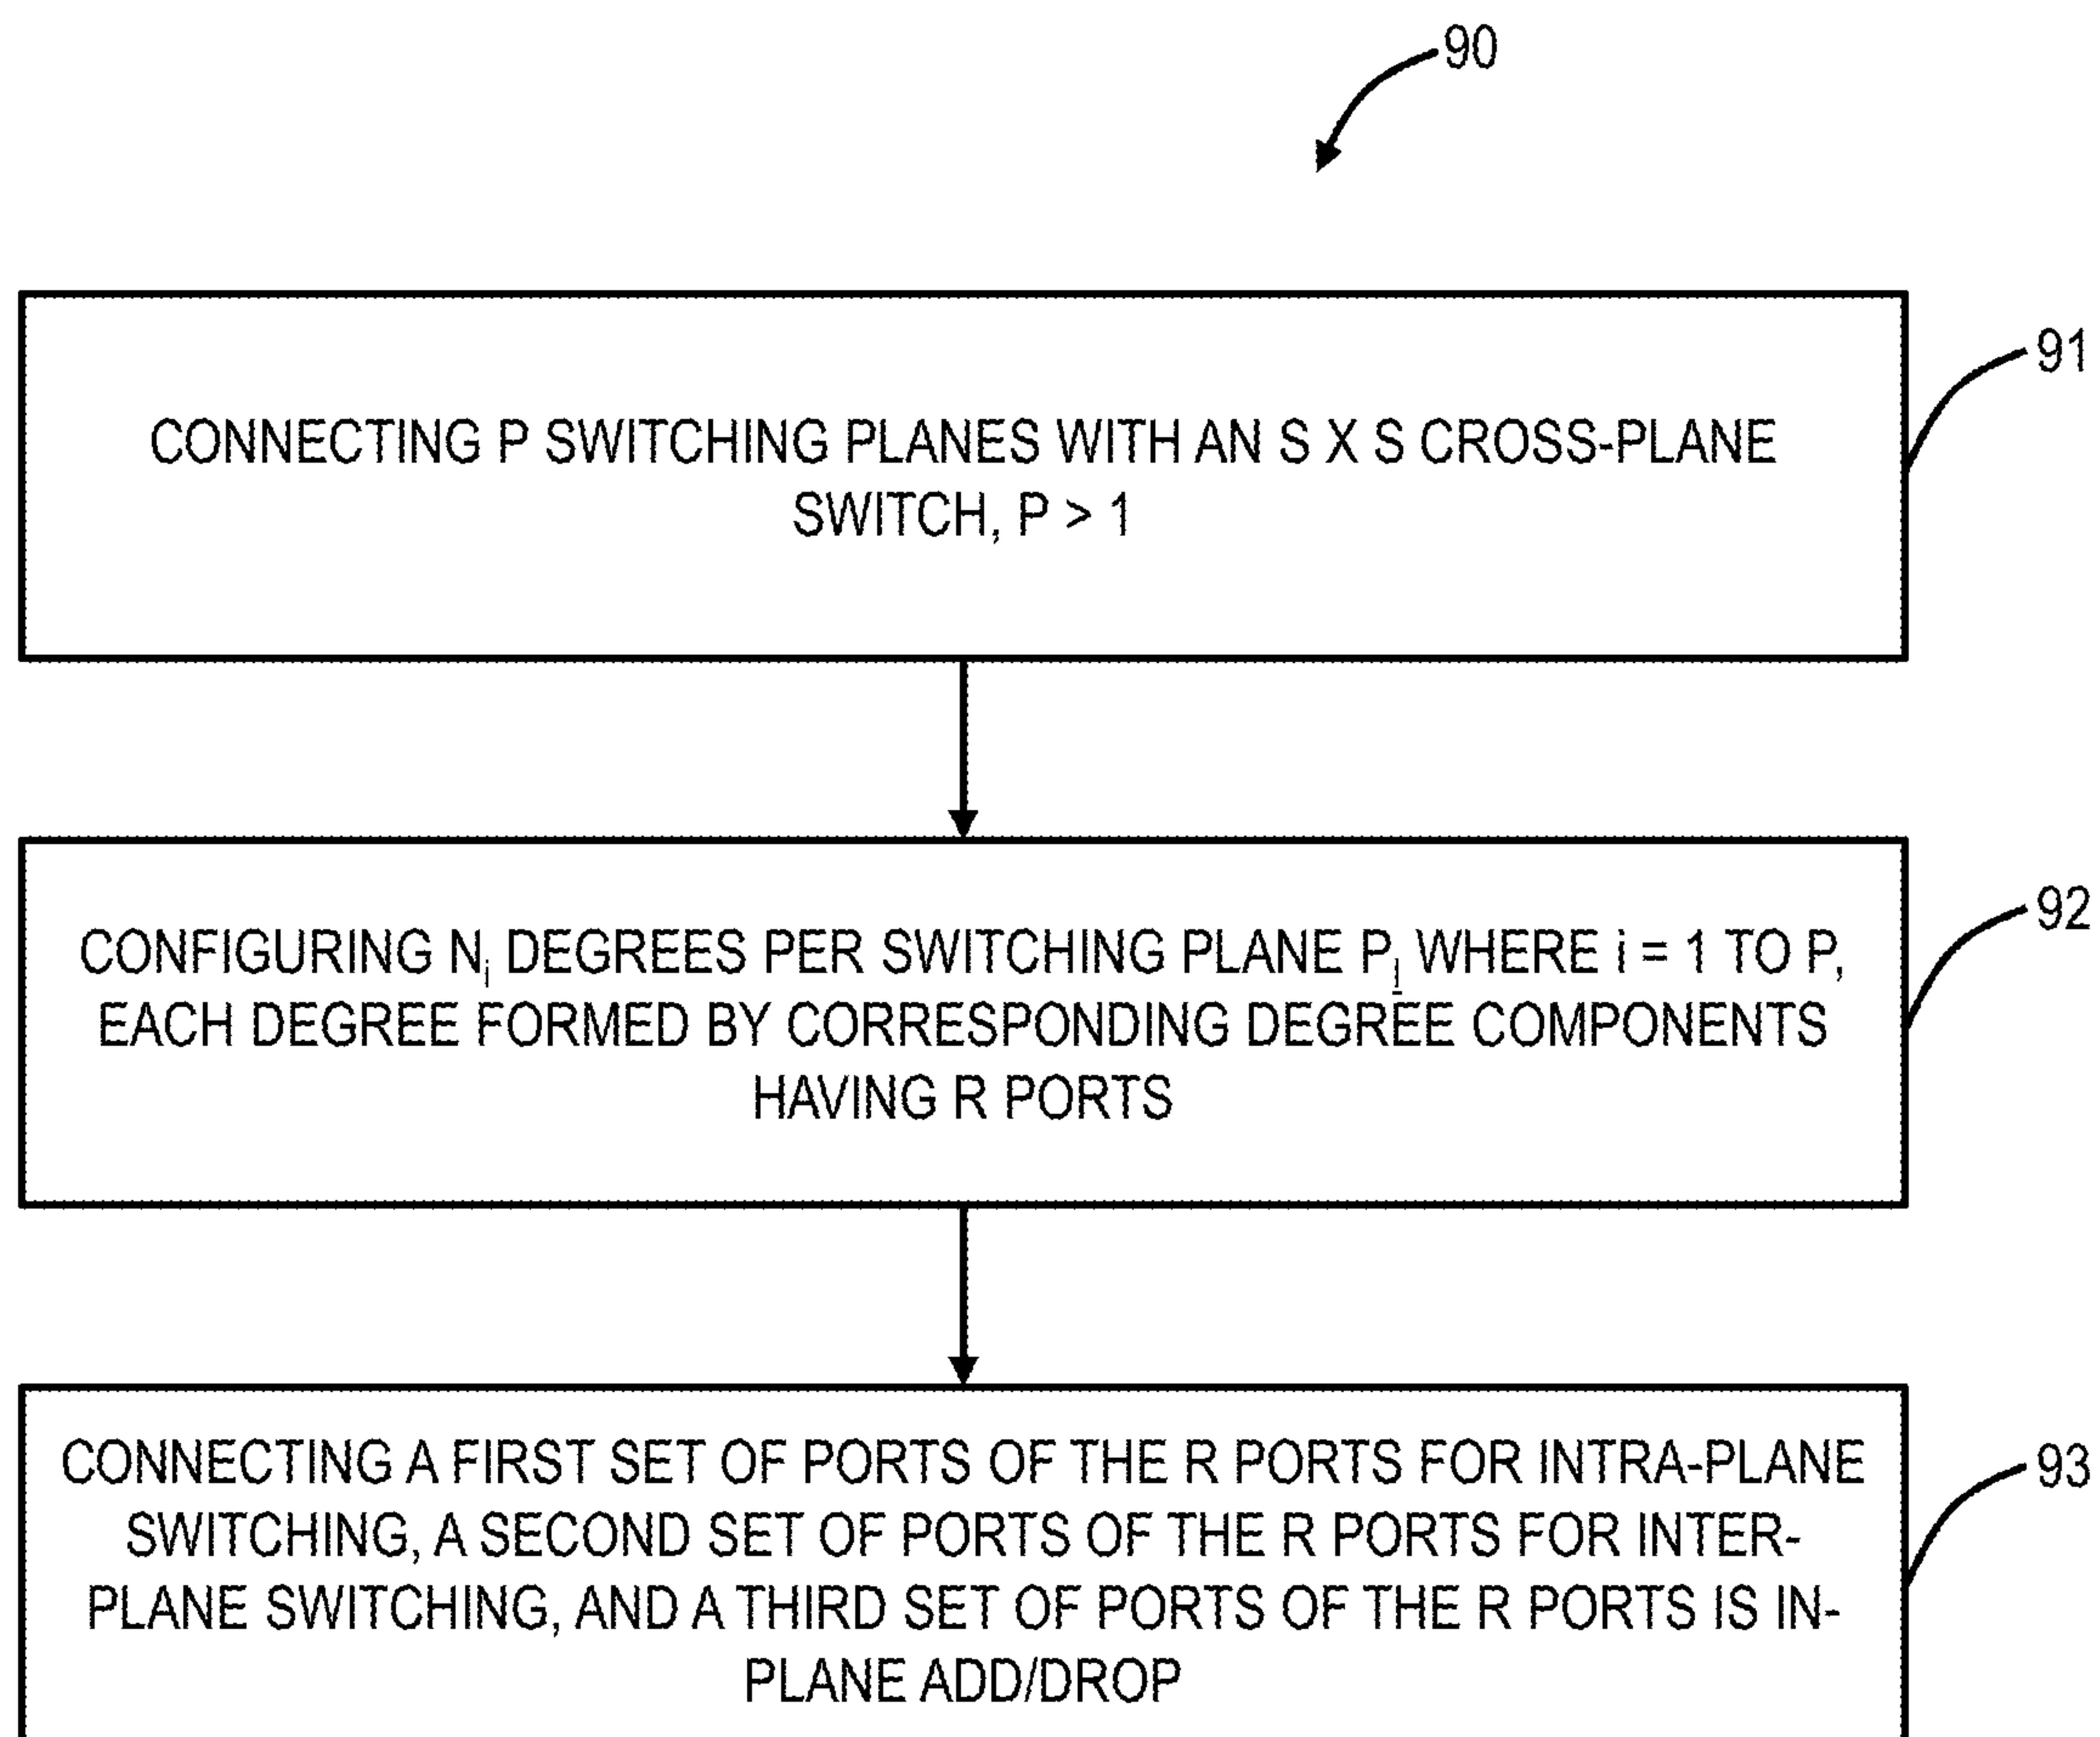 90
91
CONNECTING P SWITCHING PLANES WITH AN S X S CROSS-PLANE
SWITCH, P > 1
92
CONFIGURING Nᵢ DEGREES PER SWITCHING PLANE Pᵢ WHERE i = 1 TO P,
EACH DEGREE FORMED BY CORRESPONDING DEGREE COMPONENTS
HAVING R PORTS
93
CONNECTING A FIRST SET OF PORTS OF THE R PORTS FOR INTRA-PLANE
SWITCHING, A SECOND SET OF PORTS OF THE R PORTS FOR INTER-
PLANE SWITCHING, AND A THIRD SET OF PORTS OF THE R PORTS IS IN-
PLANE ADD/DROP